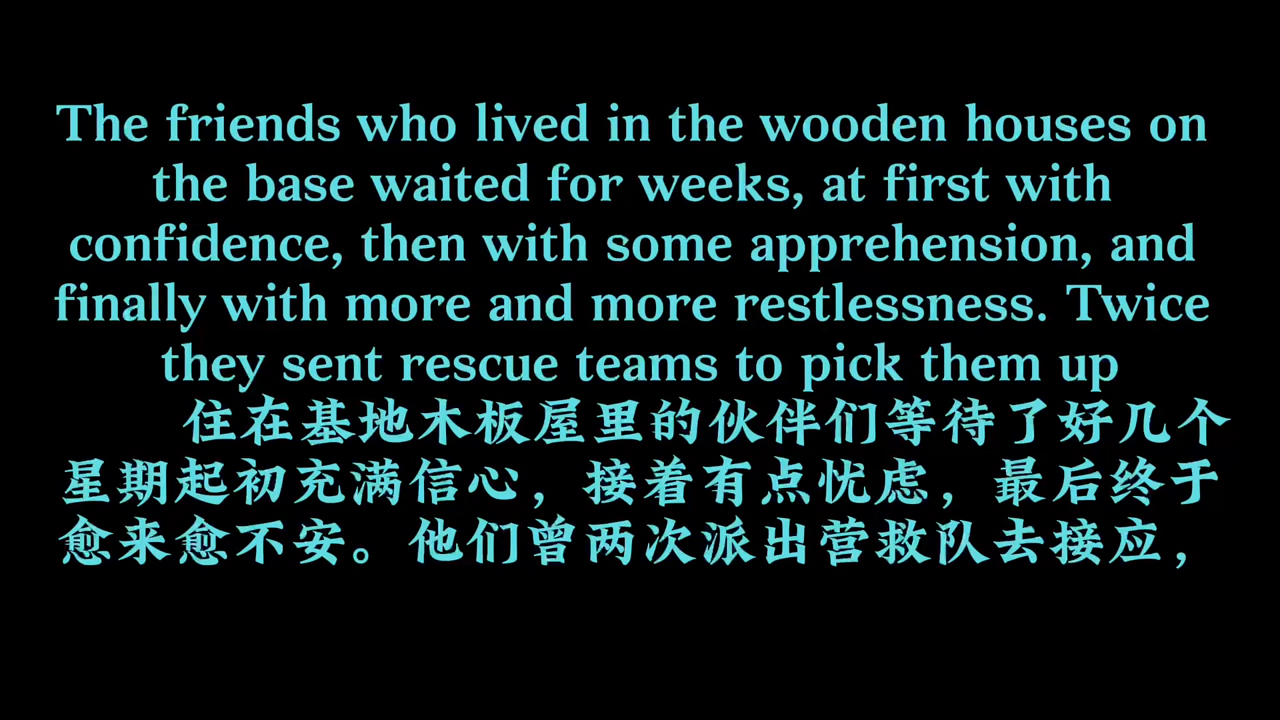 The friends who lived in the wooden houses on
the base waited for weeks, at first with
confidence, then with some apprehension, and
finally with more and more restlessness. Twice
they sent rescue teams to pick them up
住在基地木板屋里的伙伴们等待了好几个
星期起初充满信心，接着有点忧虑，最后终于
愈来愈不安。他们曾两次派出营救队去接应，